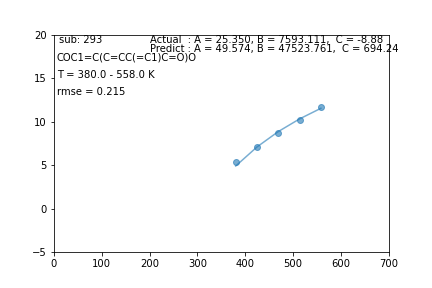 sub: 293
Actual : A = 25.350, B = 7593.111, C = -8.88
Predict : A = 49.574, B = 47523.761, C = 694.24
COC1=C(C=CC(=C1)C=O)O
T = 380.0 - 558.0 K
rmse = 0.215
20
15
10
5
0
−5
0 100 200 300 400 500 600 700